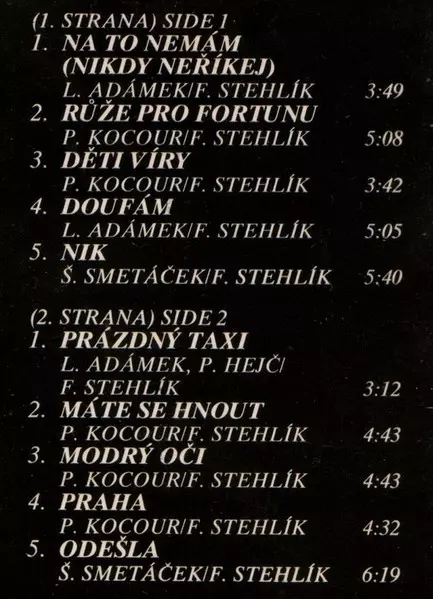 (1. STRANA) SIDE 1
1. NA TO NEMÁM
(NIKDY NEŘÍKEJ)
L. ADÁMEK/F. STEHLÍK 3:49
2. RŮŽE PRO FORTUNU
P. KOCOUR/F. STEHLÍK 5:08
3. DĚTI VÍRY
P. KOCOUR/F. STEHLÍK 3:42
4. DOUFÁM
L. ADÁMEK/F. STEHLÍK 5:05
5. NIK
Š. SMETÁČEK/F. STEHLÍK 5:40
(2. STRANA) SIDE 2
1. PRÁZDNÝ TAXI
L. ADÁMEK, P. HEJČ/
F. STEHLÍK 3:12
2. MÁTE SE HNOUT
P. KOCOUR/F. STEHLÍK 4:43
3. MODRÝ OČI
P. KOCOUR/F. STEHLÍK 4:43
4. PRAHA
P. KOCOUR/F. STEHLÍK 4:32
5. ODEŠLA
Š. SMETÁČEK/F. STEHLÍK 6:19